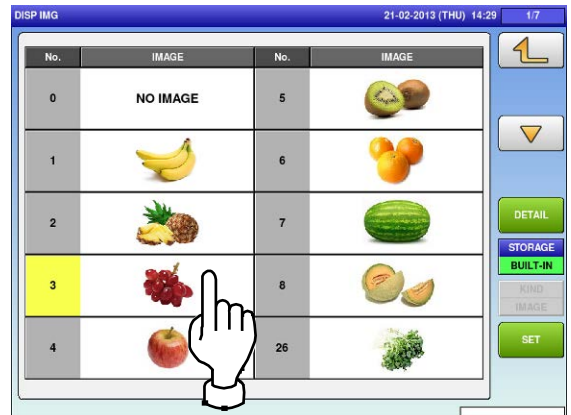 DISP IMG 21-02-2013 (THU) 14:29 1/7
No. IMAGE No. IMAGE
0 NO IMAGE 5
1 6
2 7
3 8
4 26
DETAIL
STORAGE
BUILT-IN
KIND
IMAGE
SET